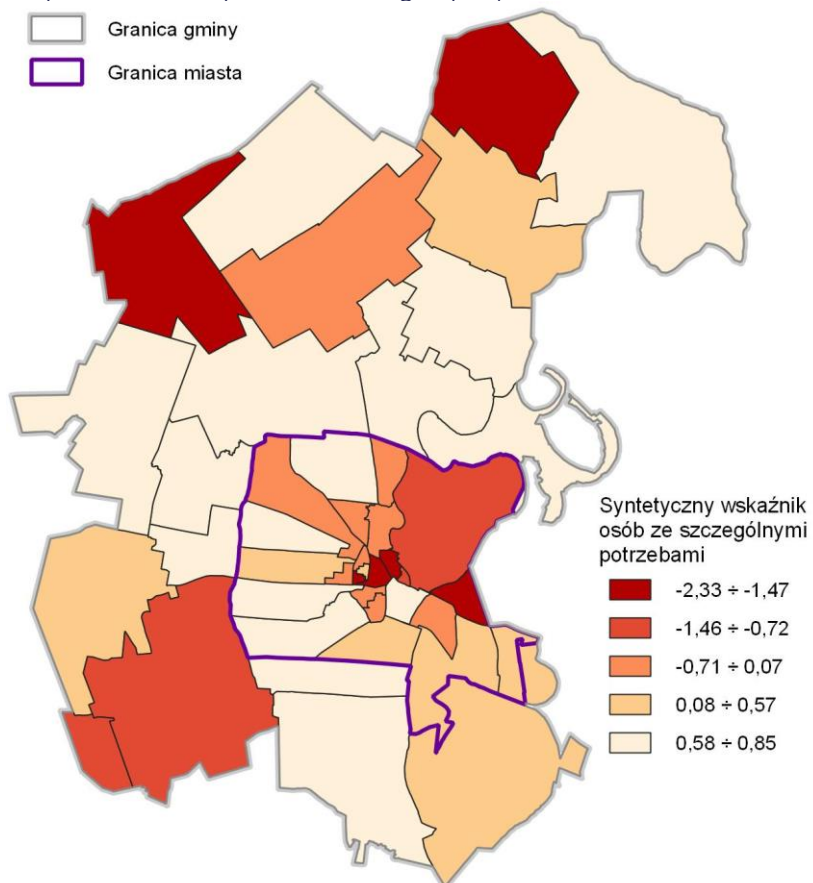 Granica gminy
Granica miasta
Syntetyczny wskaźnik
osób ze szczególnymi
potrzebami
-2,33 ÷ -1,47
-1,46 ÷ -0,72
-0,71 ÷ 0,07
0,08 ÷ 0,57
0,58 ÷ 0,85